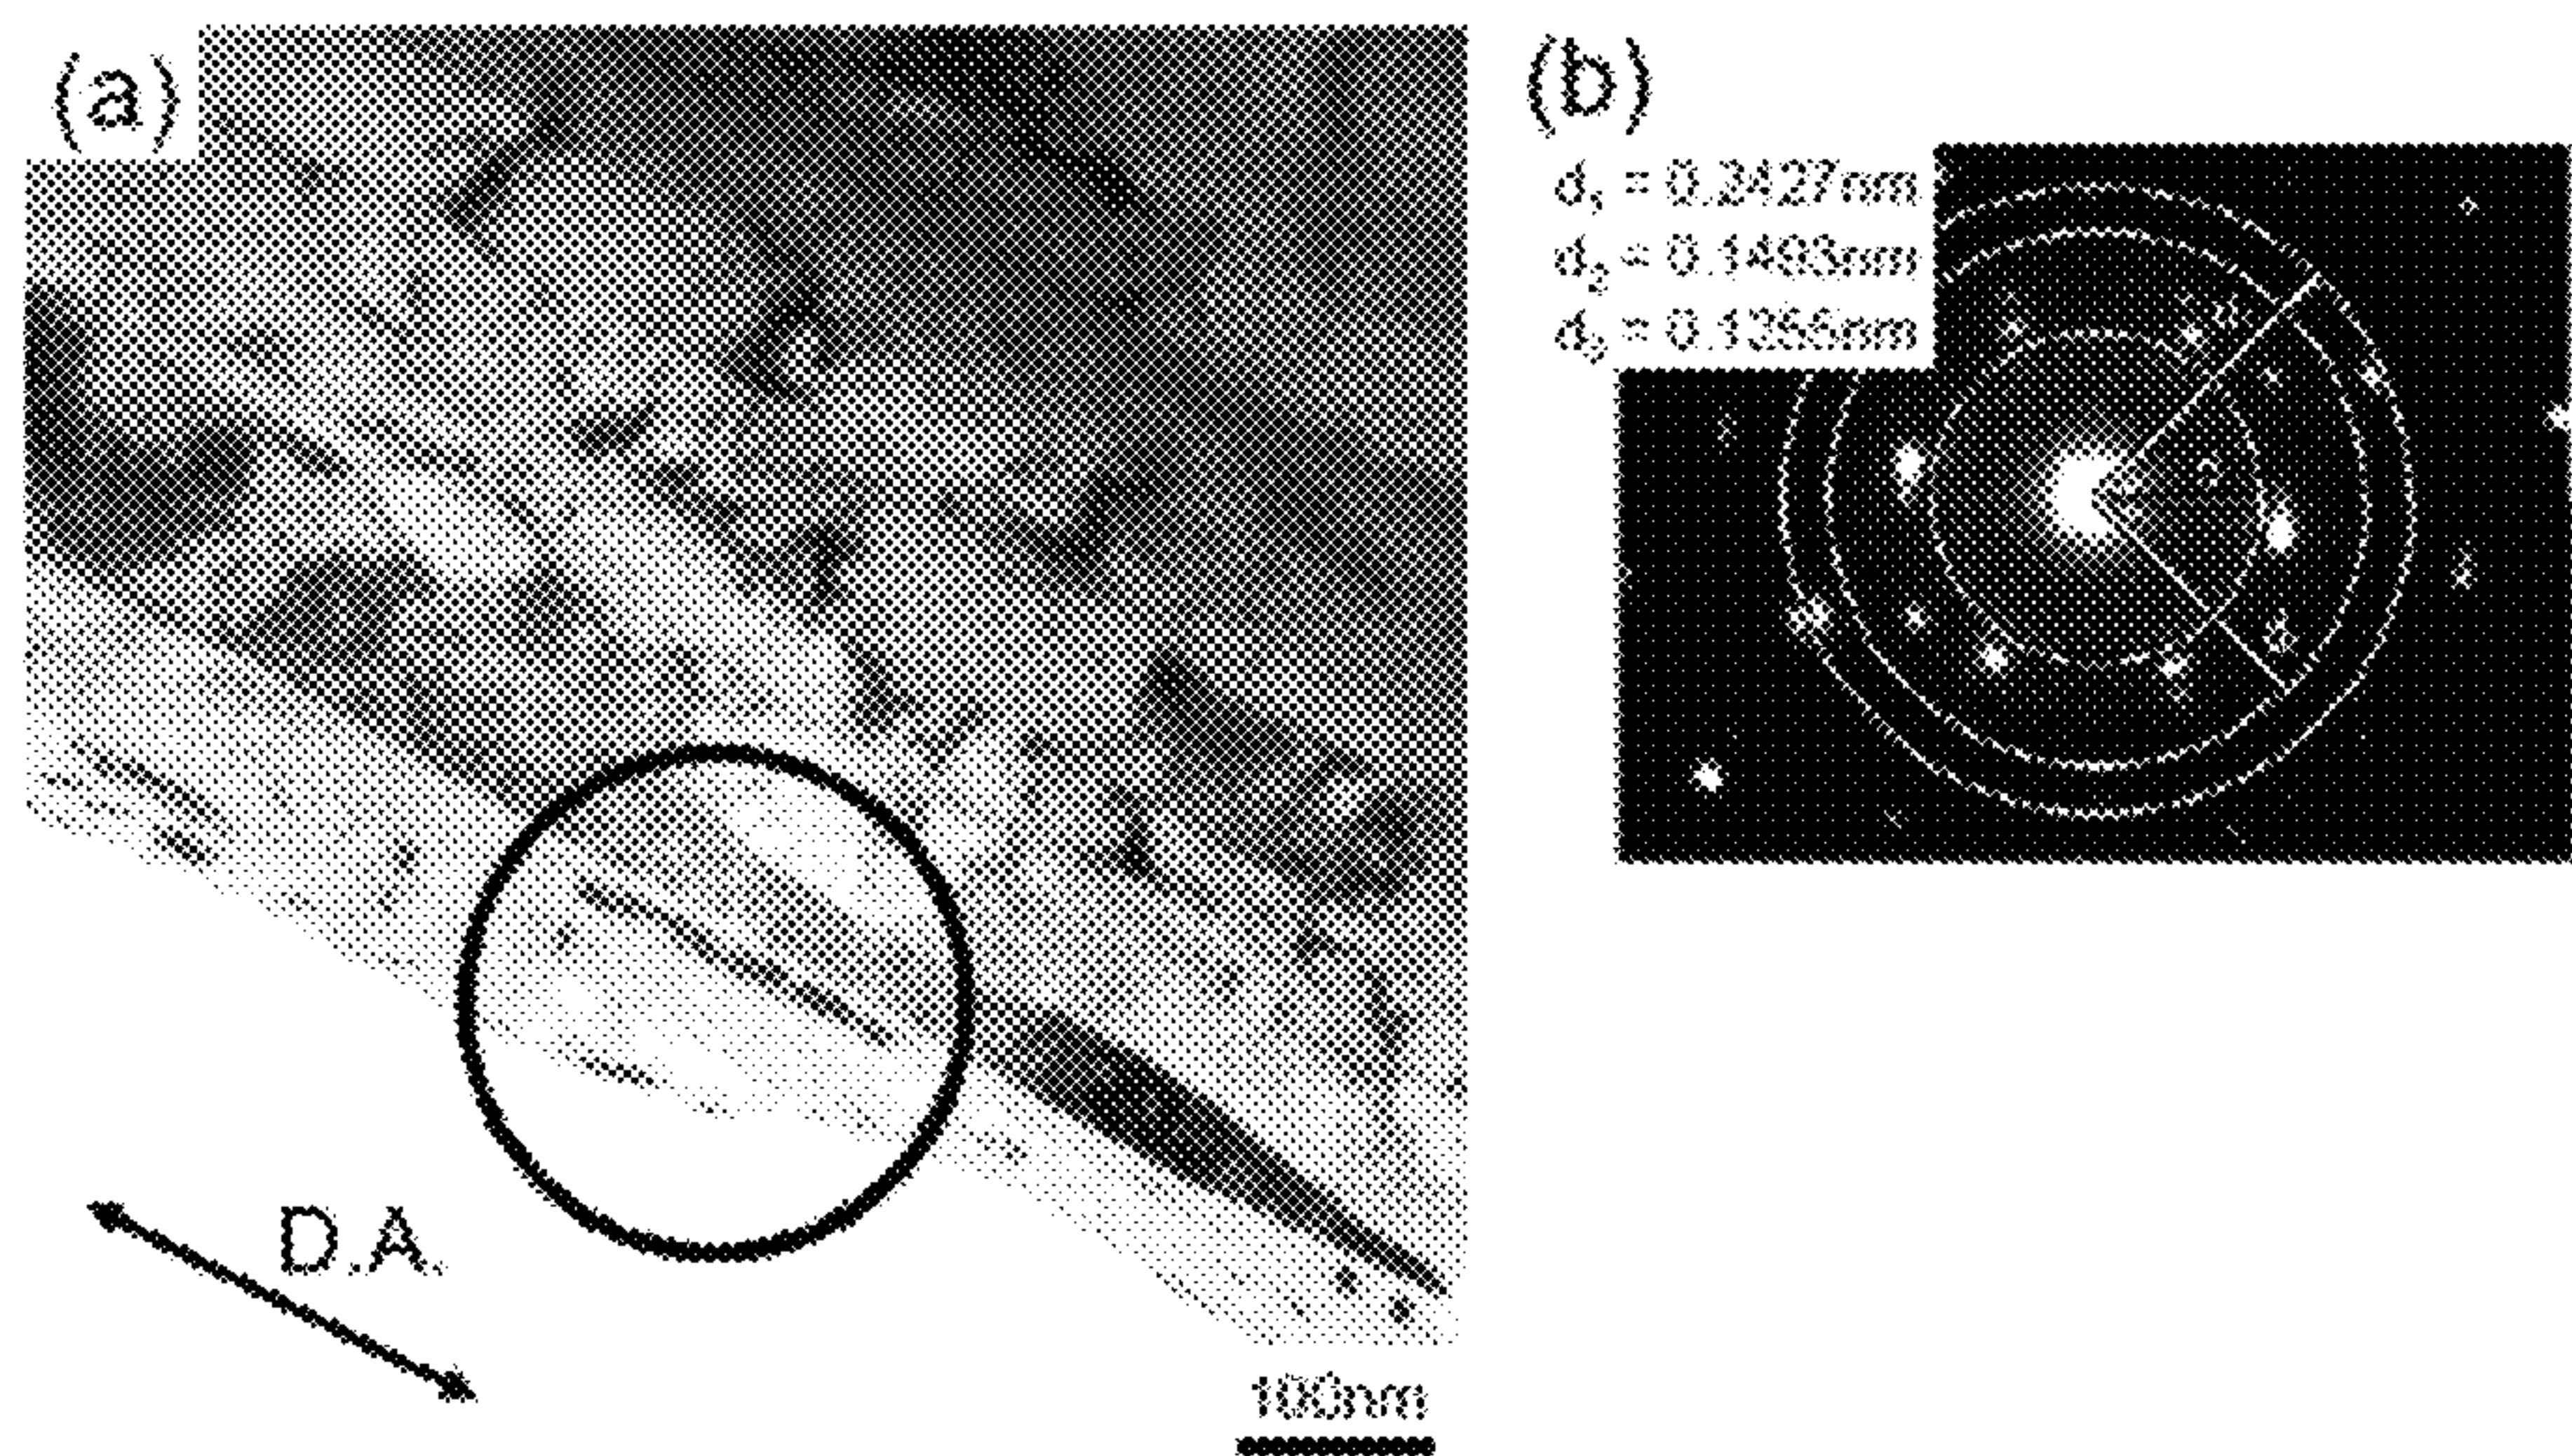 (a)
D.A.
100nm
(b)
d₁ = 0.2427nm
d₂ = 0.1493nm
d₃ = 0.1355nm